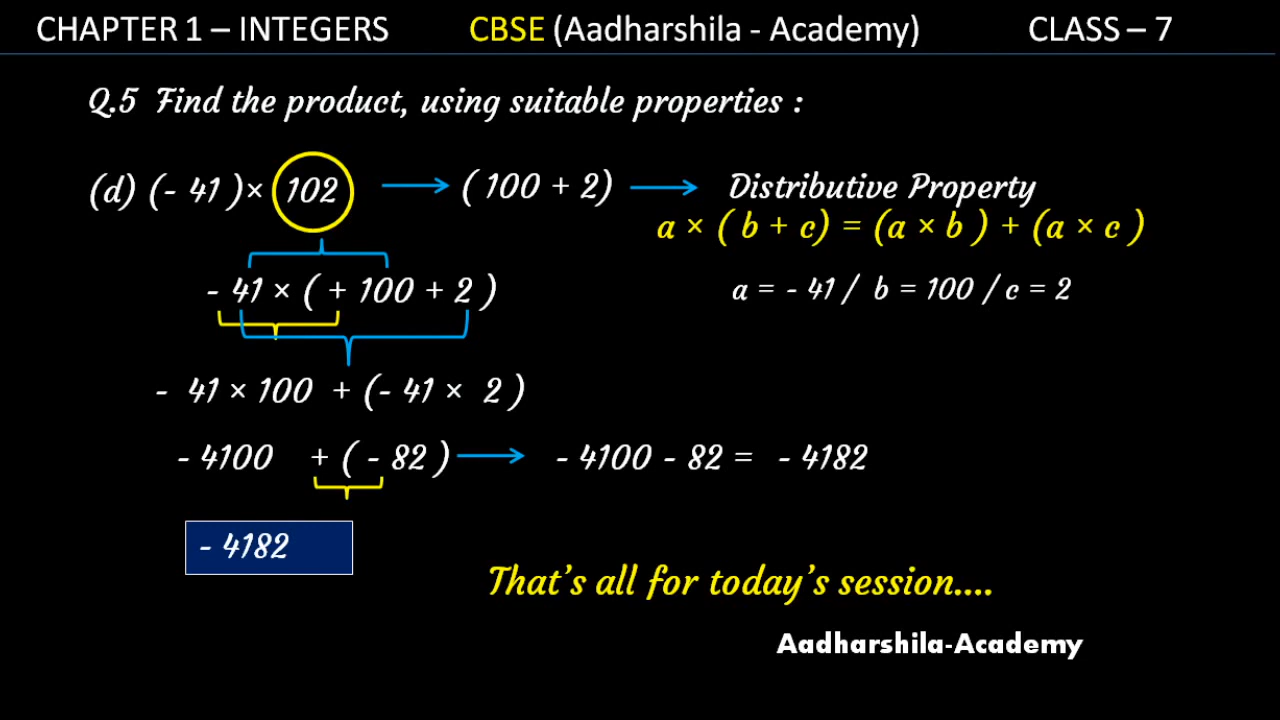 CHAPTER 1 – INTEGERS CBSE (Aadharshila - Academy) CLASS – 7
Q.5 Find the product, using suitable properties :
(d) (- 41 )× 102 → ( 100 + 2) → Distributive Property
a × ( b + c) = (a × b ) + (a × c )
- 41 × ( + 100 + 2 ) a = - 41 / b = 100 / c = 2
- 41 × 100 + (- 41 × 2 )
- 4100 + ( - 82 ) → - 4100 - 82 = - 4182
- 4182
That's all for today's session....
Aadharshila-Academy